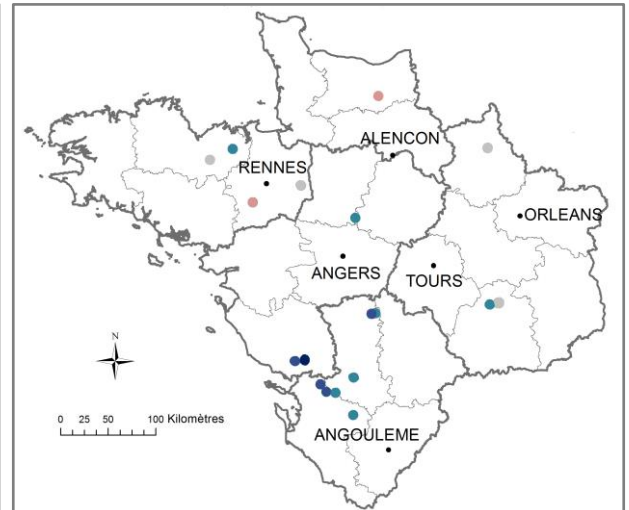 ALENCON
RENNES
ORLEANS
ANGERS
TOURS
N
0 25 50 100 Kilomètres
ANGOULEME